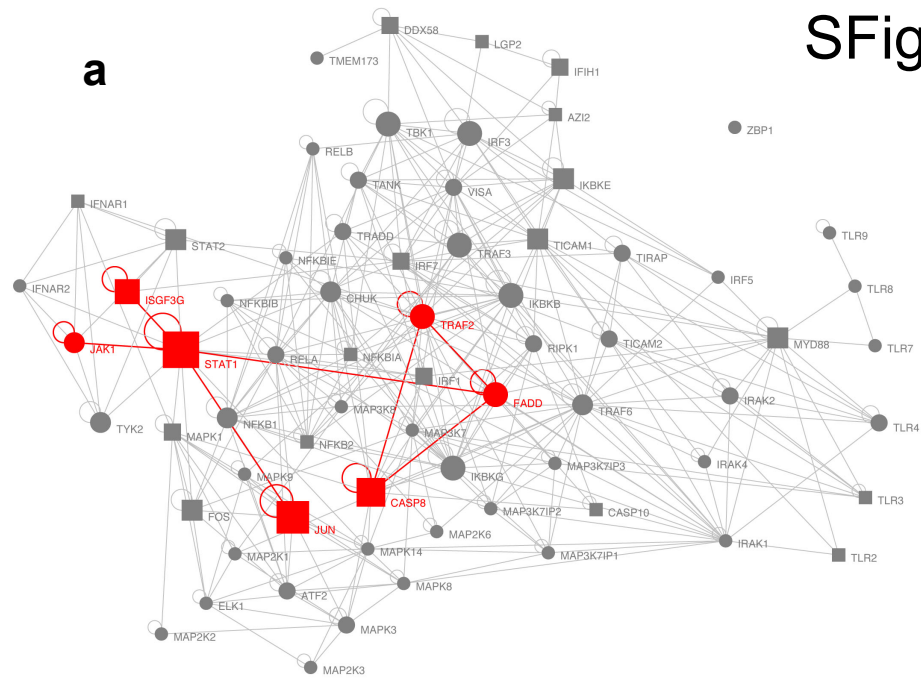 SFig
a
DDX58
LGP2
TMEM173
IFIH1
AZI2
ZBP1
TBK1
IRF3
RELB
TANK
VISA
IKBKE
IFNAR1
STAT2
TRADD
TRAF3
TICAM1
TLR9
NFKBIE
IRF7
TIRAP
IFNAR2
ISGF3G
NFKBIB
CHUK
IKBKB
IRF5
TLR8
TRAF2
JAK1
STAT1
RELA
NFKBIA
RIPK1
TICAM2
MYD88
TLR7
IRF1
FADD
TYK2
NFKB1
MAP3K8
TRAF6
IRAK2
TLR4
MAPK1
NFKB2
MAP3K7
MAPK9
IKBKG
MAP3K7IP3
IRAK4
CASP8
TLR3
FOS
JUN
MAP3K7IP2
CASP10
MAP2K6
MAP2K1
MAPK14
MAP3K7IP1
IRAK1
TLR2
ELK1
ATF2
MAPK8
MAP2K2
MAPK3
MAP2K3